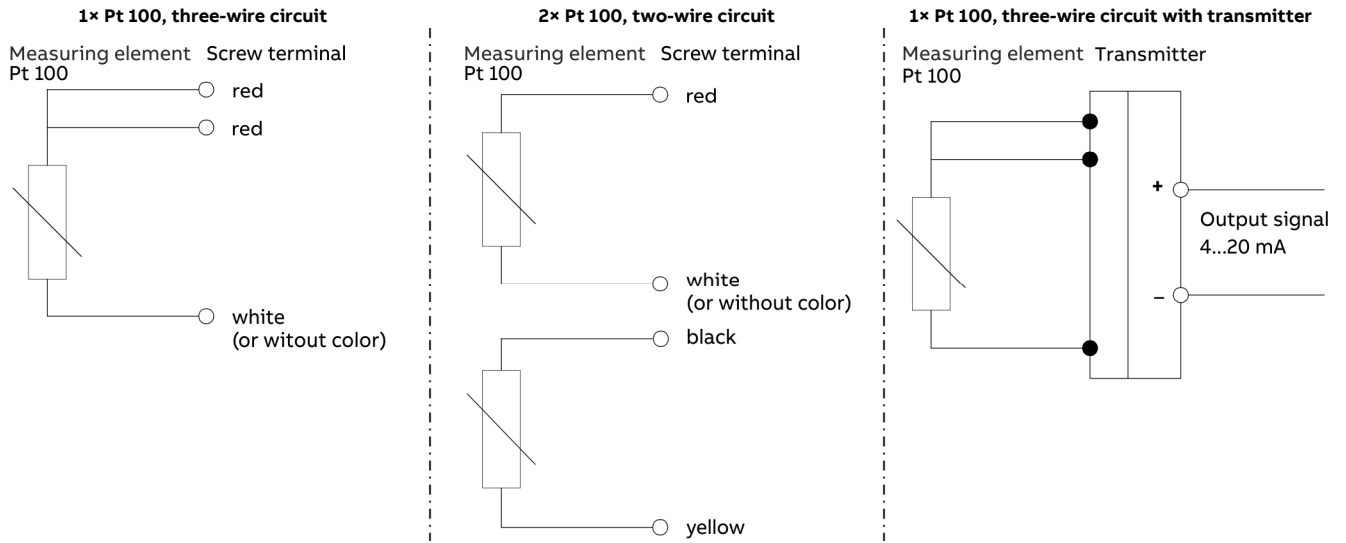 1× Pt 100, three-wire circuit
Measuring element Screw terminal
Pt 100
red
red
white
(or witout color)
2× Pt 100, two-wire circuit
Measuring element Screw terminal
Pt 100
red
white
(or without color)
black
yellow
1× Pt 100, three-wire circuit with transmitter
Measuring element Transmitter
Pt 100
+
Output signal
4...20 mA
–